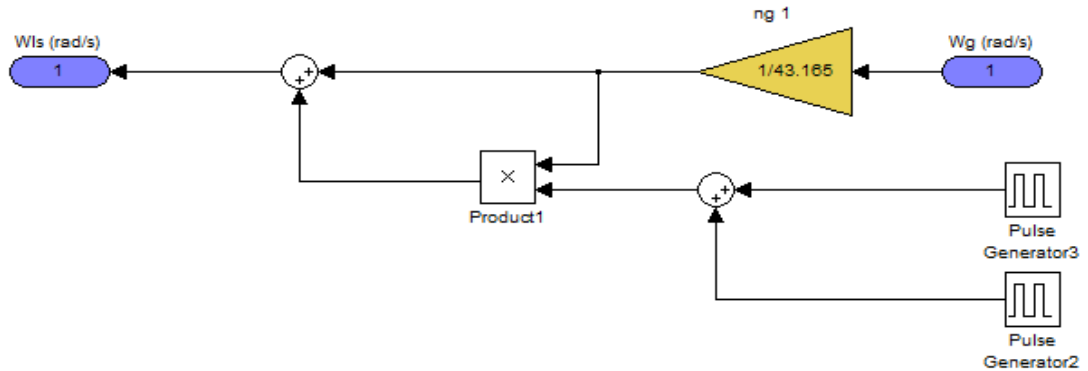 ng 1
Wls (rad/s)
Wg (rad/s)
1
1/43.165
1
+
+
×
Product1
+
+
Pulse
Generator3
Pulse
Generator2